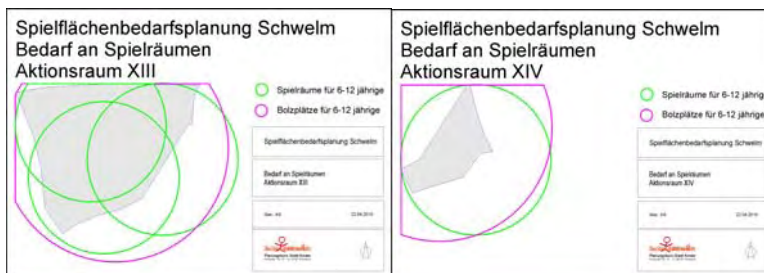 Spielflächenbedarfsplanung Schwelm
Bedarf an Spielräumen
Aktionsraum XIII
Spielräume für 6-12 jährige
Bolzplätze für 6-12 jährige
Spielflächenbedarfsplanung Schwelm
Bedarf an Spielräumen
Aktionsraum XIII
Spielflächenbedarfsplanung Schwelm
Bedarf an Spielräumen
Aktionsraum XIV
Spielräume für 6-12 jährige
Bolzplätze für 6-12 jährige
Spielflächenbedarfsplanung Schwelm
Bedarf an Spielräumen
Aktionsraum XIV